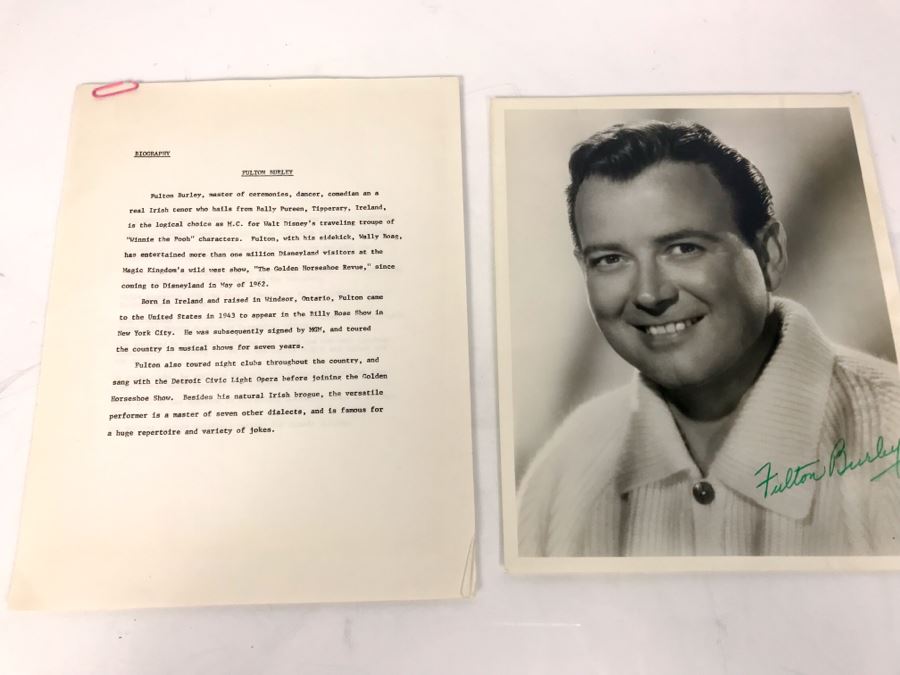 BIOGRAPHY
FULTON BURLEY
Fulton Burley, master of ceremonies, dancer, comedian an a
real Irish tenor who hails from Bally Pureen, Tipperary, Ireland,
is the logical choice as M.C. for Walt Disney's traveling troupe of
"Winnie the Pooh" characters. Fulton, with his sidekick, Wally Boag,
has entertained more than one million Disneyland visitors at the
Magic Kingdom's wild west show, "The Golden Horseshoe Revue," since
coming to Disneyland in May of 1962.
Born in Ireland and raised in Windsor, Ontario, Fulton came
to the United States in 1943 to appear in the Billy Rose Show in
New York City. He was subsequently signed by MGM, and toured
the country in musical shows for seven years.
Fulton also toured night clubs throughout the country, and
sang with the Detroit Civic Light Opera before joining the Golden
Horseshoe Show. Besides his natural Irish brogue, the versatile
performer is a master of seven other dialects, and is famous for
a huge repertoire and variety of jokes.
Fulton Burley